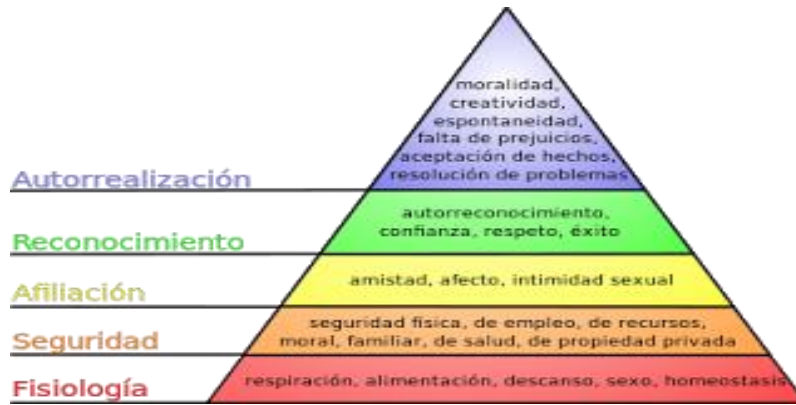 moralidad,
creatividad,
espontaneidad,
falta de prejuicios,
aceptación de hechos,
resolución de problemas
Autorrealización
autorreconocimiento,
confianza, respeto, éxito
Reconocimiento
amistad, afecto, intimidad sexual
Afiliación
seguridad física, de empleo, de recursos,
moral, familiar, de salud, de propiedad privada
Seguridad
respiración, alimentación, descanso, sexo, homeostasis
Fisiología